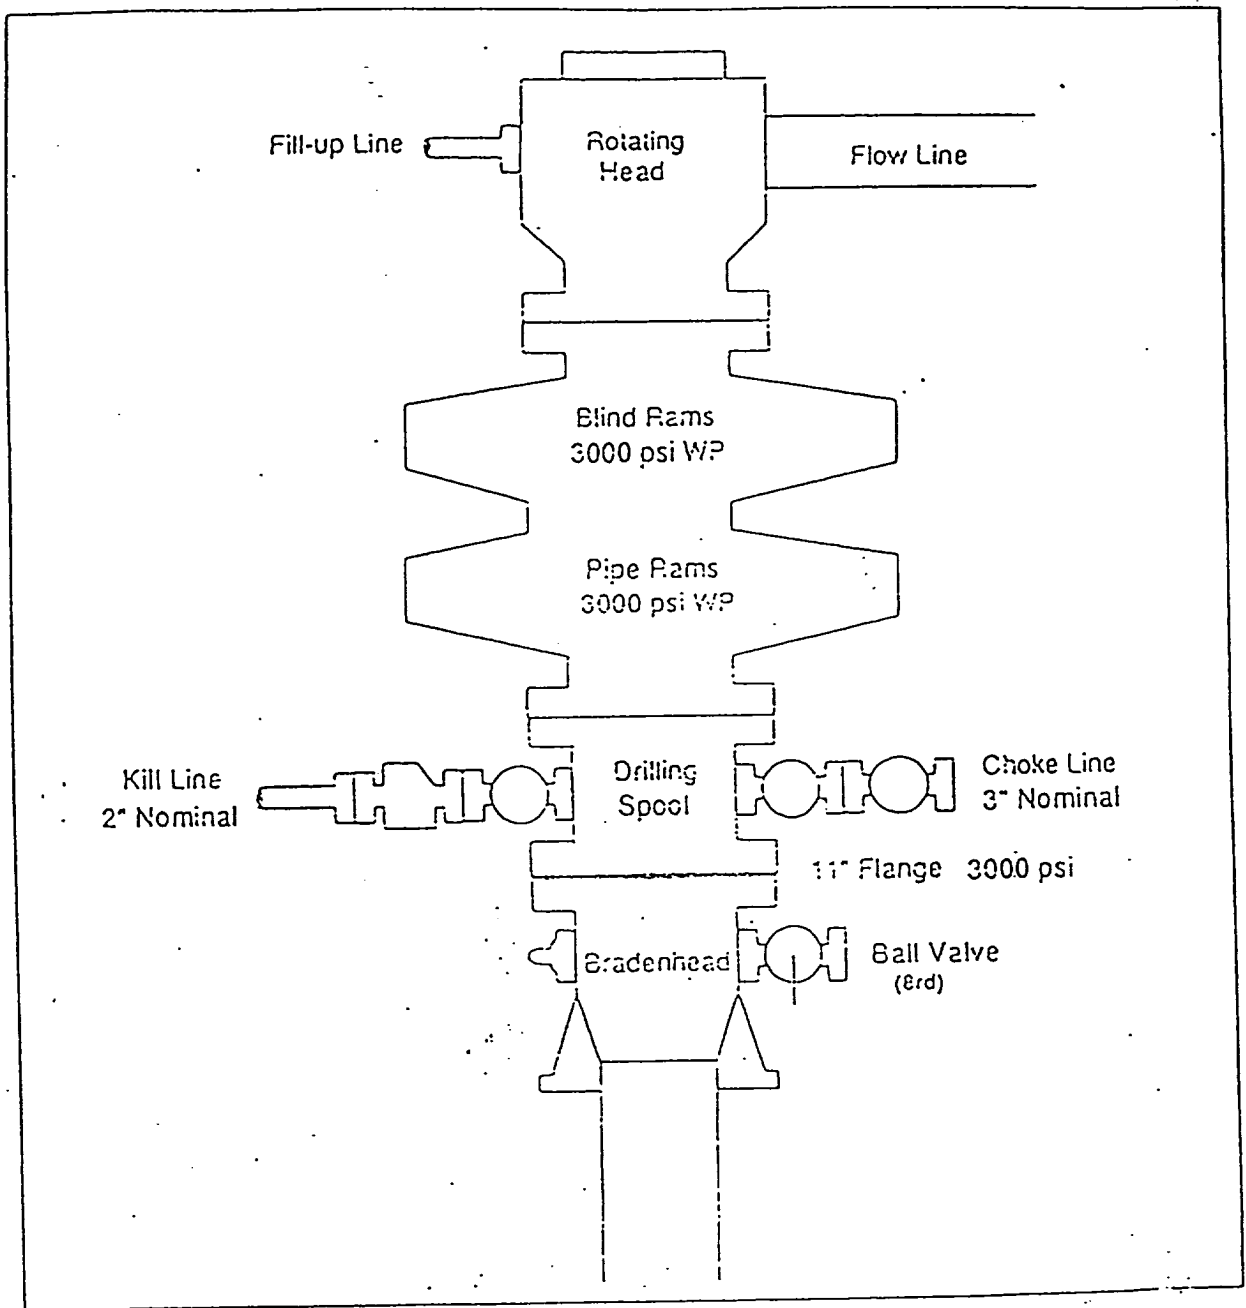 Fill-up Line
Rotating
Head
Flow Line
Blind Rams
3000 psi WP
Pipe Rams
3000 psi WP
Kill Line
2" Nominal
Drilling
Spool
Choke Line
3" Nominal
11" Flange 3000 psi
Bradenhead
Ball Valve
(8rd)